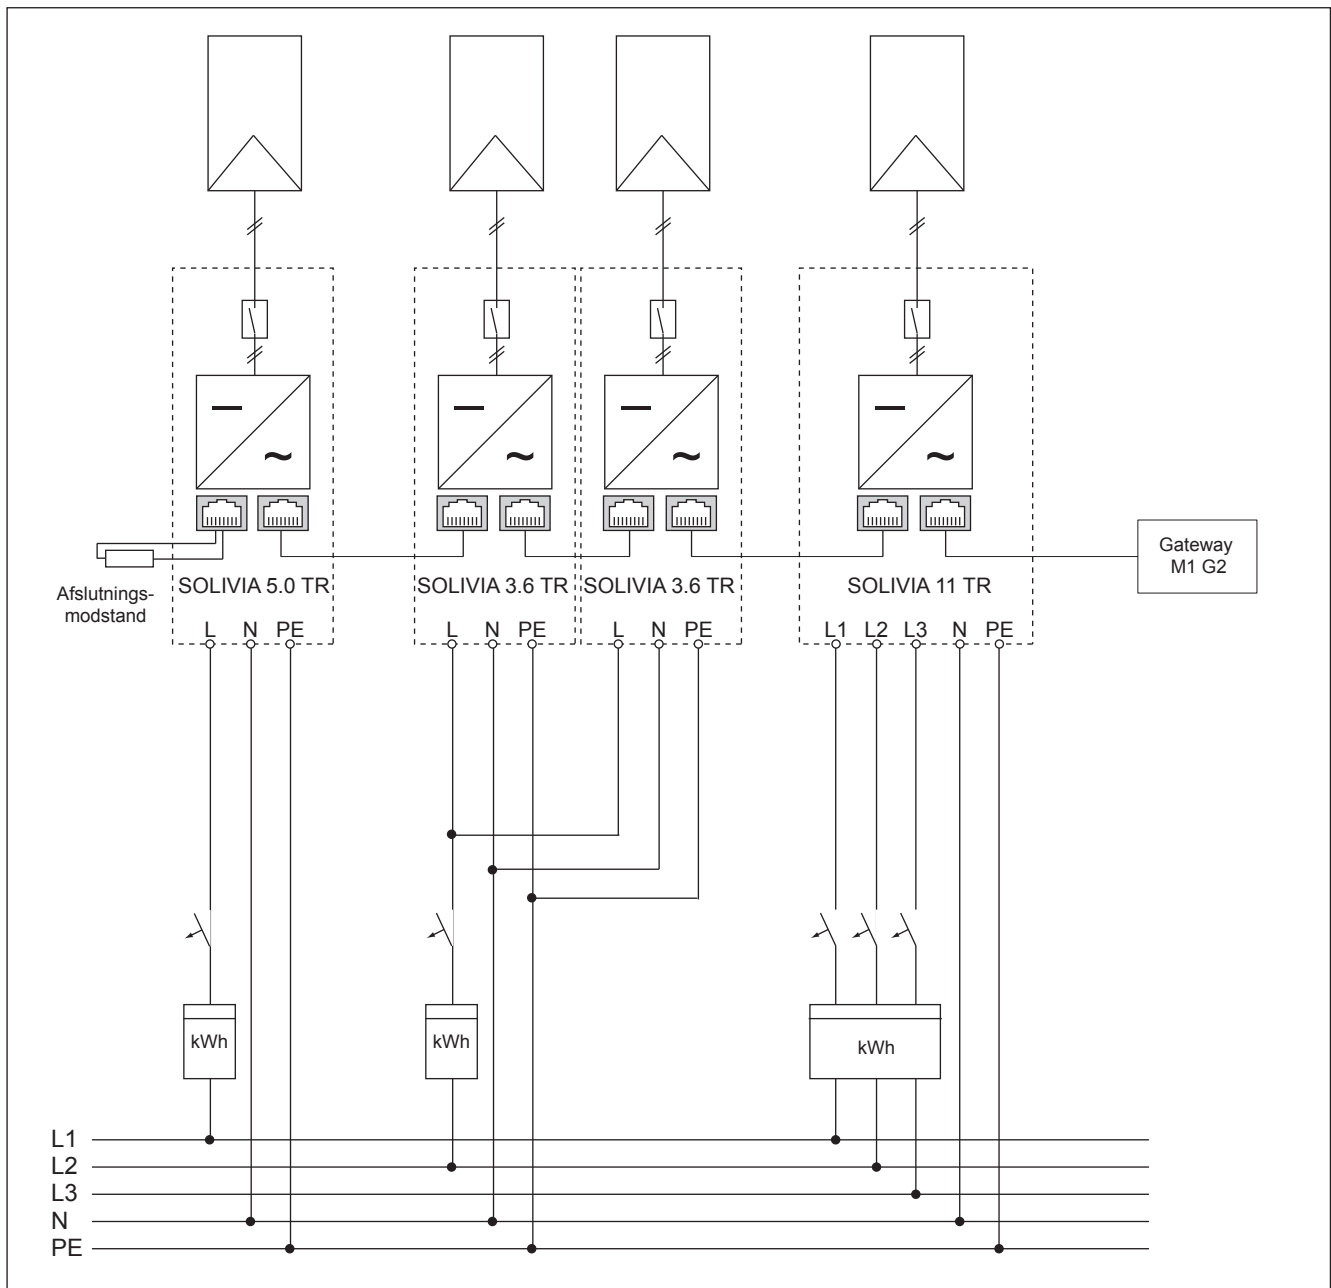 Gateway
M1 G2
Afslutnings-
modstand
SOLIVIA 5.0 TR
SOLIVIA 3.6 TR
SOLIVIA 3.6 TR
SOLIVIA 11 TR
L N PE
L N PE
L N PE
L1 L2 L3 N PE
kWh
kWh
kWh
L1
L2
L3
N
PE